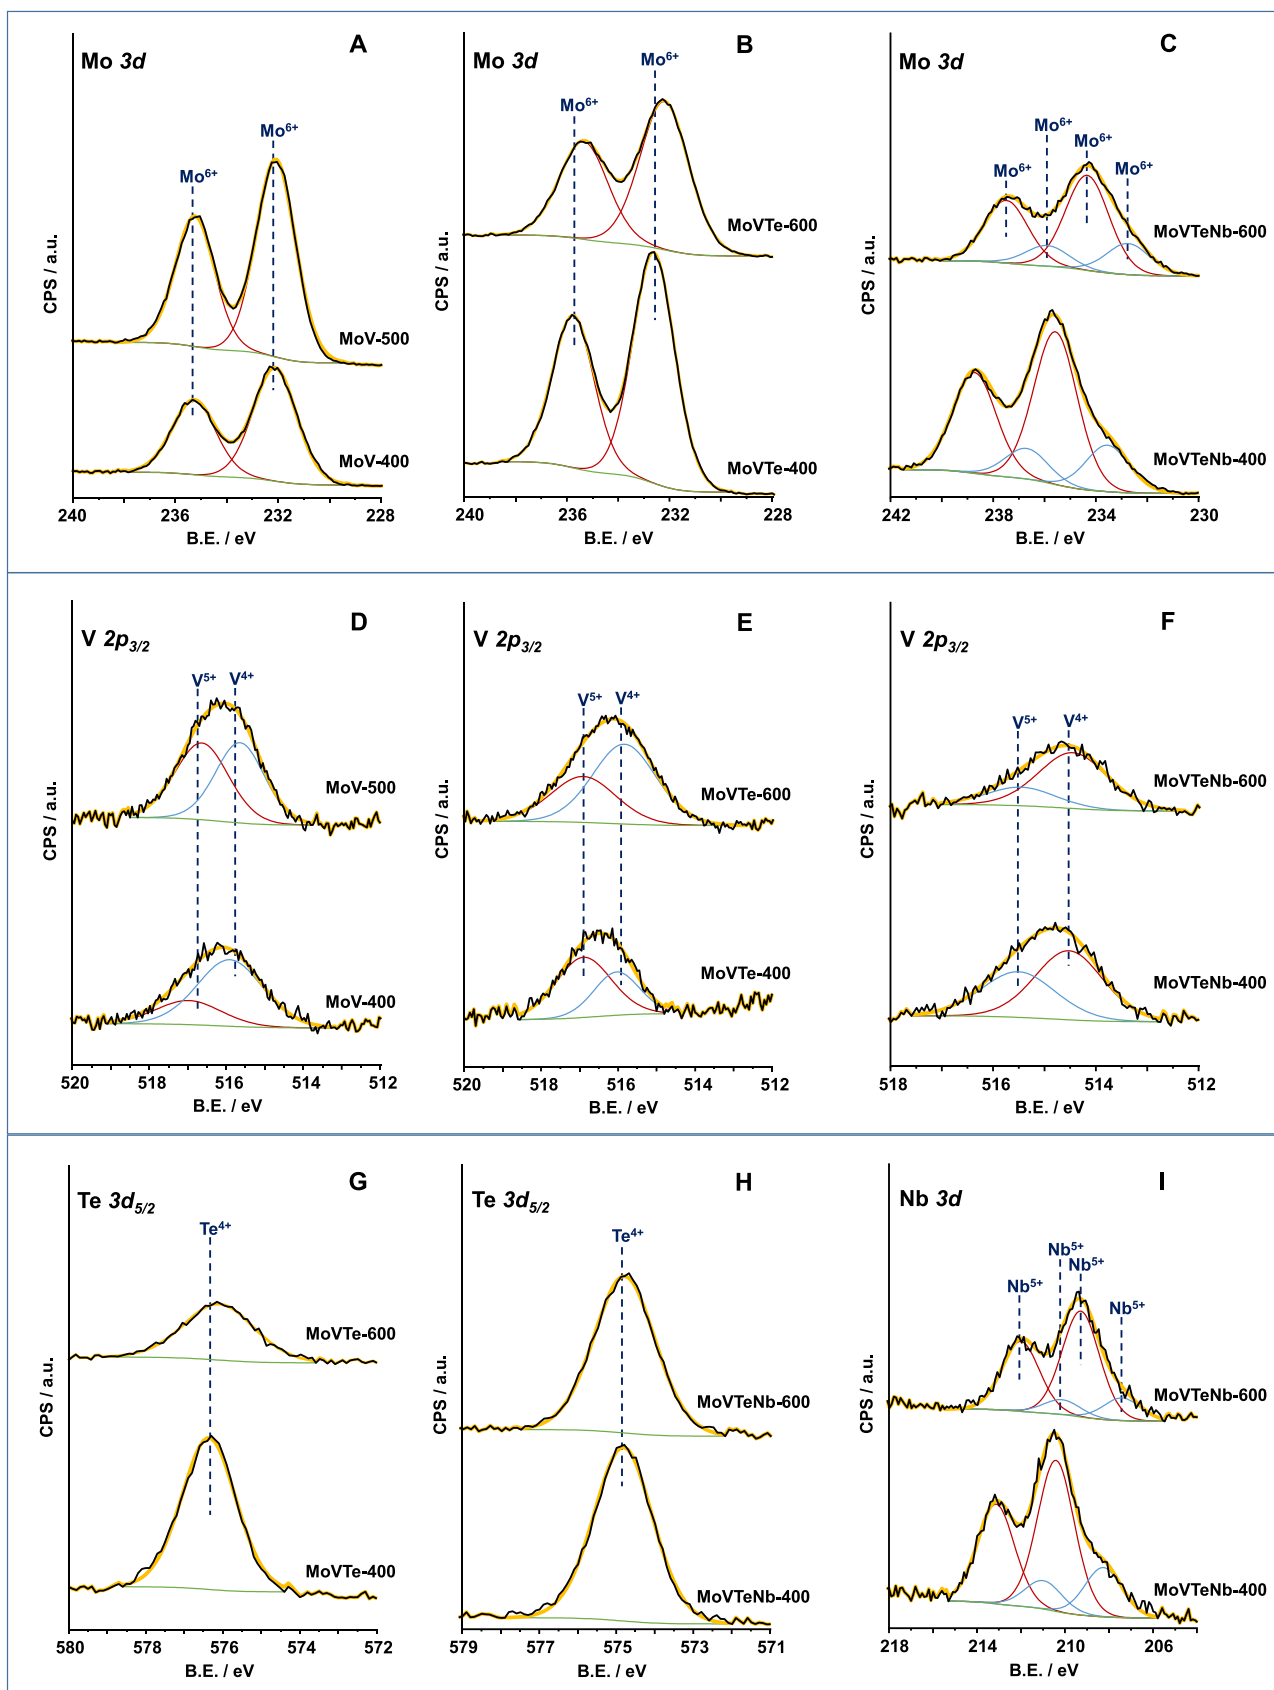 A
Mo 3d
Mo⁶⁺
Mo⁶⁺
CPS / a.u.
MoV-500
MoV-400
240 236 232 228
B.E. / eV
B
Mo 3d
Mo⁶⁺
Mo⁶⁺
CPS / a.u.
MoVTe-600
MoVTe-400
240 236 232 228
B.E. / eV
C
Mo 3d
Mo⁶⁺
Mo⁶⁺
Mo⁶⁺
Mo⁶⁺
CPS / a.u.
MoVTeNb-600
MoVTeNb-400
242 238 234 230
B.E. / eV
D
V 2p₃/₂
V⁵⁺ V⁴⁺
CPS / a.u.
MoV-500
MoV-400
520 518 516 514 512
B.E. / eV
E
V 2p₃/₂
V⁵⁺ V⁴⁺
CPS / a.u.
MoVTe-600
MoVTe-400
520 518 516 514 512
B.E. / eV
F
V 2p₃/₂
V⁵⁺ V⁴⁺
CPS / a.u.
MoVTeNb-600
MoVTeNb-400
518 516 514 512
B.E. / eV
G
Te 3d₅/₂
Te⁴⁺
CPS / a.u.
MoVTe-600
MoVTe-400
580 578 576 574 572
B.E. / eV
H
Te 3d₅/₂
Te⁴⁺
CPS / a.u.
MoVTeNb-600
MoVTeNb-400
579 577 575 573 571
B.E. / eV
I
Nb 3d
Nb⁵⁺
Nb⁵⁺
Nb⁵⁺
Nb⁵⁺
CPS / a.u.
MoVTeNb-600
MoVTeNb-400
218 214 210 206
B.E. / eV